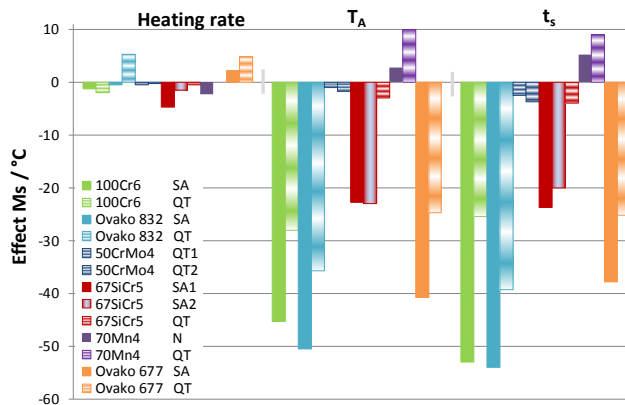 Heating rate T_A t_s
10
0
-10
-20
-30
-40
-50
-60
Effect Ms / °C
100Cr6 SA
100Cr6 QT
Ovako 832 SA
Ovako 832 QT
50CrMo4 QT1
50CrMo4 QT2
67SiCr5 SA1
67SiCr5 SA2
67SiCr5 QT
70Mn4 N
70Mn4 QT
Ovako 677 SA
Ovako 677 QT